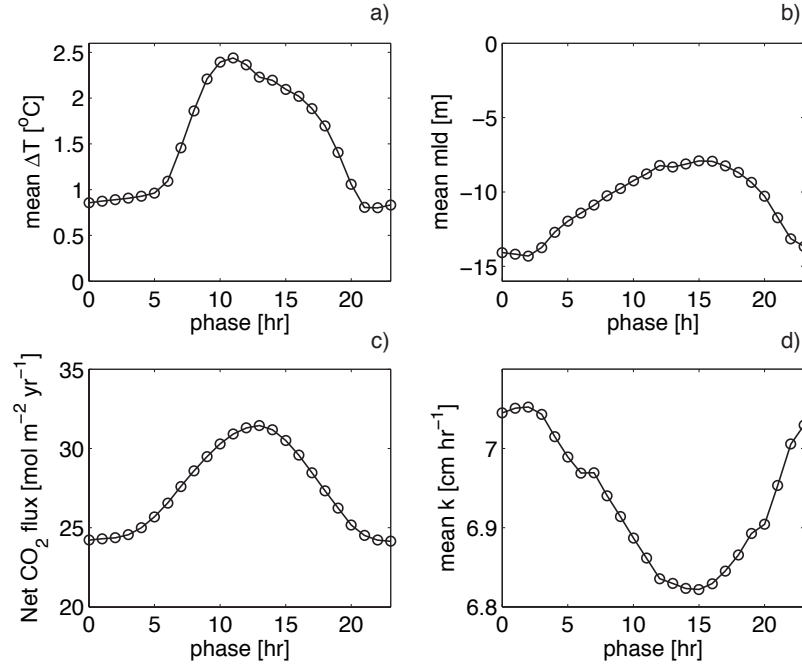 a)
mean ΔT [°C]
2.5
2
1.5
1
0.5
0
0 5 10 15 20
phase [hr]
b)
mean mld [m]
0
−5
−10
−15
0 5 10 15 20
phase [h]
c)
Net CO₂ flux [mol m⁻² yr⁻¹]
35
30
25
20
0 5 10 15 20
phase [hr]
d)
mean k [cm hr⁻¹]
7
6.9
6.8
0 5 10 15 20
phase [hr]